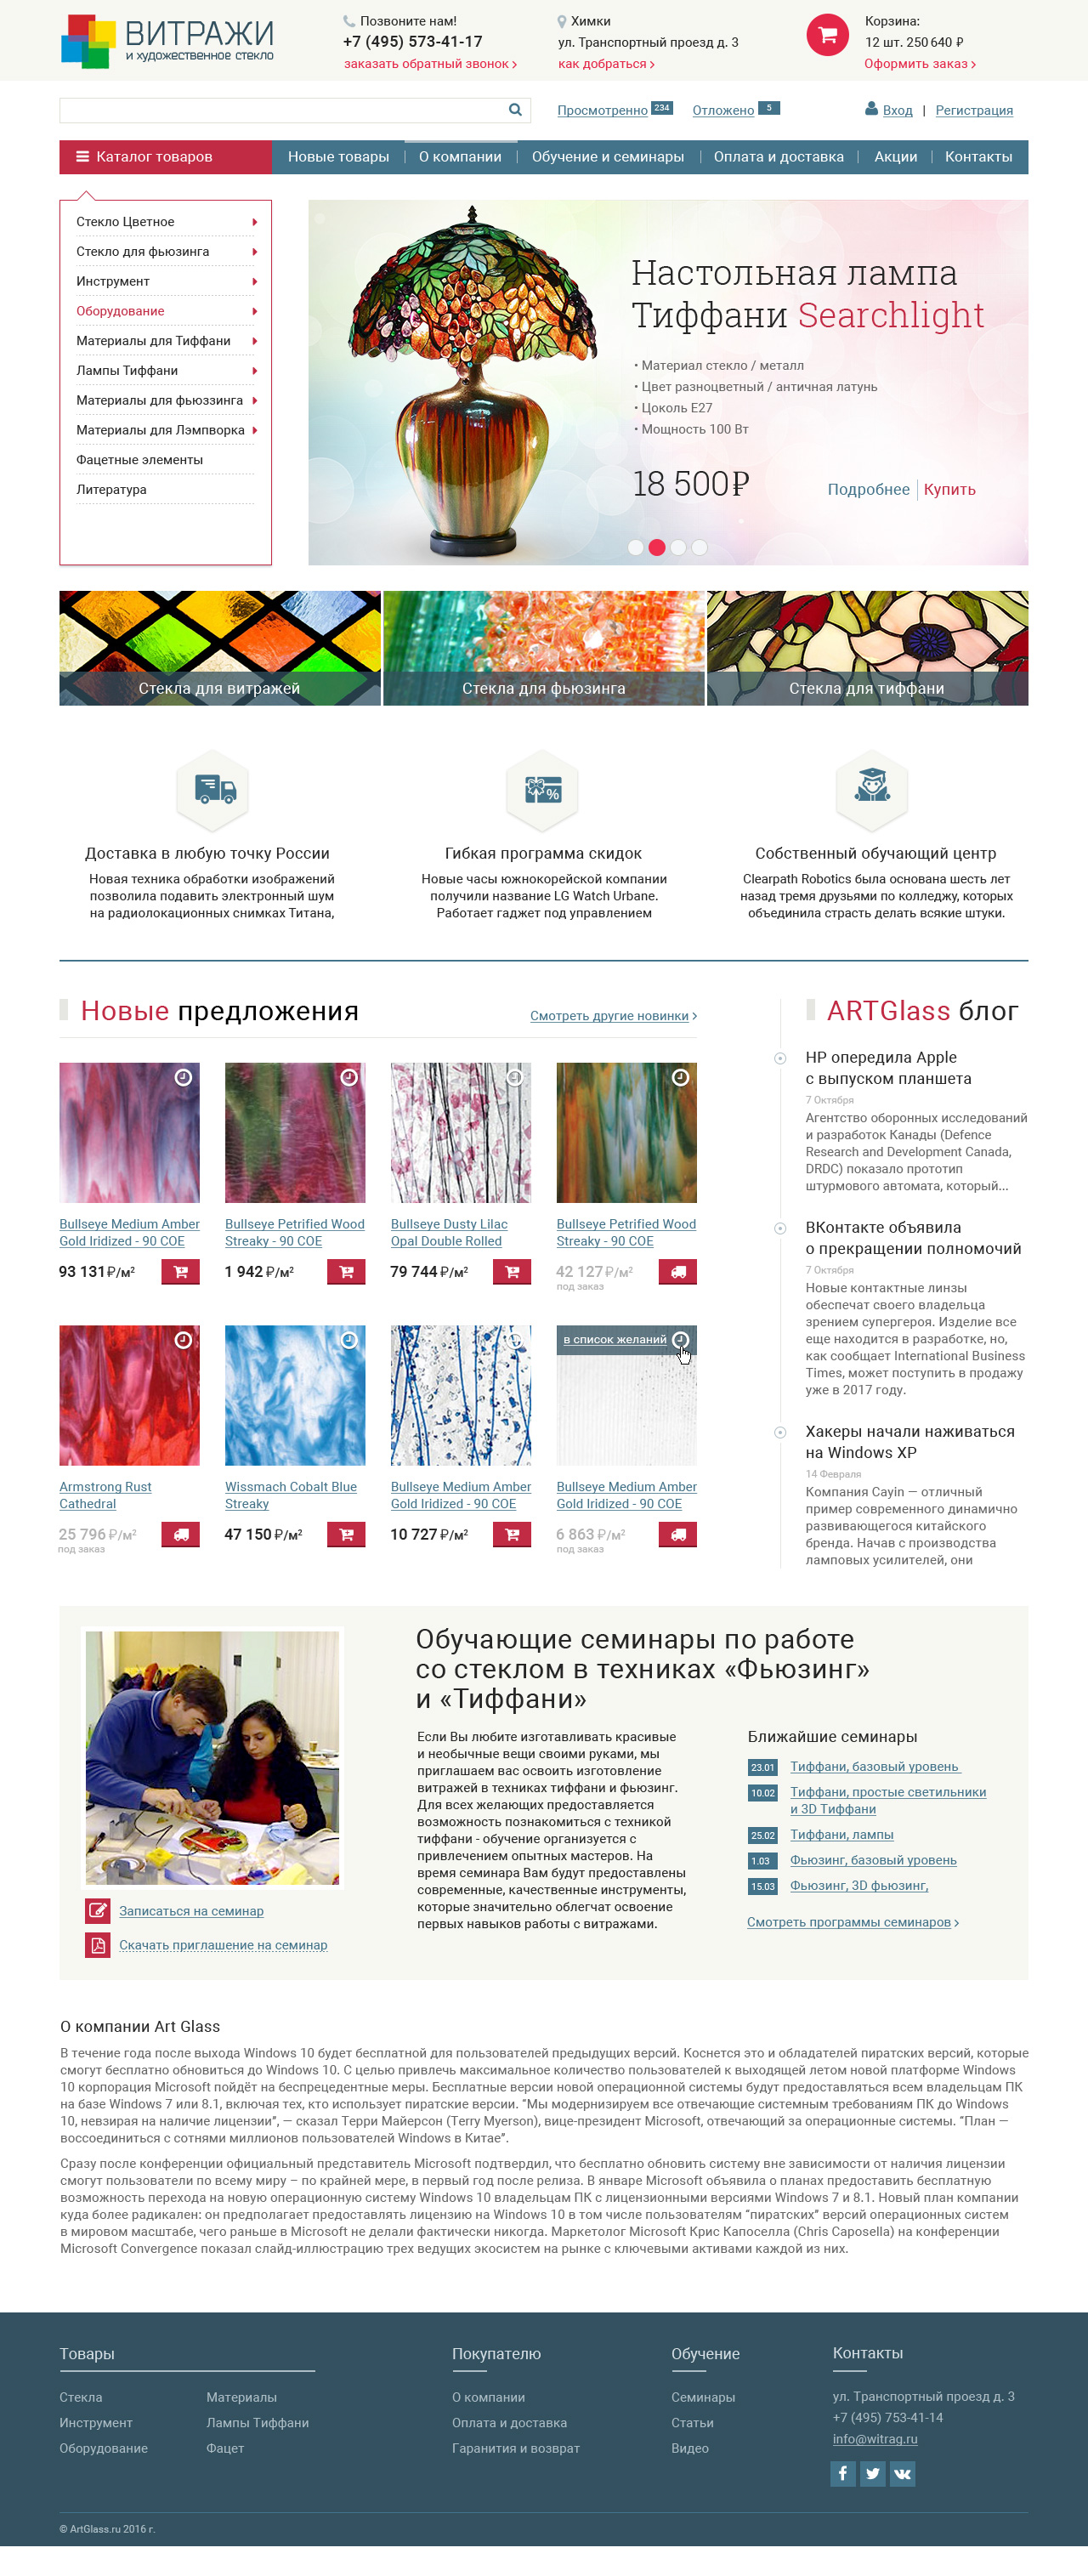 ВИТРАЖИ
и художественное стекло
Позвоните нам!
+7 (495) 573-41-17
заказать обратный звонок
Химки
ул. Транспортный проезд д. 3
как добраться
Корзина:
12 шт. 250 640 ₽
Оформить заказ
Просмотренно 234
Отложено 5
Вход | Регистрация
Каталог товаров
Новые товары
О компании
Обучение и семинары
Оплата и доставка
Акции
Контакты
Стекло Цветное
Стекло для фьюзинга
Инструмент
Оборудование
Материалы для Тиффани
Лампы Тиффани
Материалы для фьюззинга
Материалы для Лэмпворка
Фацетные элементы
Литература
Настольная лампа
Тиффани Searchlight
• Материал стекло / металл
• Цвет разноцветный / античная латунь
• Цоколь E27
• Мощность 100 Вт
18 500₽
Подробнее
Купить
Стекла для витражей
Стекла для фьюзинга
Стекла для тиффани
%
Доставка в любую точку России
Новая техника обработки изображений
позволила подавить электронный шум
на радиолокационных снимках Титана,
Гибкая программа скидок
Новые часы южнокорейской компании
получили название LG Watch Urbane.
Работает гаджет под управлением
Собственный обучающий центр
Clearpath Robotics была основана шесть лет
назад тремя друзьями по колледжу, которых
объединила страсть делать всякие штуки.
Новые предложения
Смотреть другие новинки
Bullseye Medium Amber
Gold Iridized - 90 COE
93 131₽/м²
Bullseye Petrified Wood
Streaky - 90 COE
1 942 ₽/м²
Bullseye Dusty Lilac
Opal Double Rolled
79 744 ₽/м²
Bullseye Petrified Wood
Streaky - 90 COE
42 127 ₽/м²
под заказ
Armstrong Rust
Cathedral
25 796 ₽/м²
под заказ
Wissmach Cobalt Blue
Streaky
47 150 ₽/м²
Bullseye Medium Amber
Gold Iridized - 90 COE
10 727 ₽/м²
в список желаний
Bullseye Medium Amber
Gold Iridized - 90 COE
6 863 ₽/м²
под заказ
ARTGlass блог
HP опередила Apple
с выпуском планшета
7 Октября
Агентство оборонных исследований
и разработок Канады (Defence
Research and Development Canada,
DRDC) показало прототип
штурмового автомата, который...
ВКонтакте объявила
о прекращении полномочий
7 Октября
Новые контактные линзы
обеспечат своего владельца
зрением супергероя. Изделие все
еще находится в разработке, но,
как сообщает International Business
Times, может поступить в продажу
уже в 2017 году.
Хакеры начали наживаться
на Windows XP
14 Февраля
Компания Cayin — отличный
пример современного динамично
развивающегося китайского
бренда. Начав с производства
ламповых усилителей, они
Обучающие семинары по работе
со стеклом в техниках «Фьюзинг»
и «Тиффани»
Если Вы любите изготавливать красивые
и необычные вещи своими руками, мы
приглашаем вас освоить изготовление
витражей в техниках тиффани и фьюзинг.
Для всех желающих предоставляется
возможность познакомиться с техникой
тиффани - обучение организуется с
привлечением опытных мастеров. На
время семинара Вам будут предоставлены
современные, качественные инструменты,
которые значительно облегчат освоение
первых навыков работы с витражами.
Записаться на семинар
Скачать приглашение на семинар
Ближайшие семинары
23.01 Тиффани, базовый уровень
10.02 Тиффани, простые светильники
и 3D Тиффани
25.02 Тиффани, лампы
1.03 Фьюзинг, базовый уровень
15.03 Фьюзинг, 3D фьюзинг,
Смотреть программы семинаров
О компании Art Glass
В течение года после выхода Windows 10 будет бесплатной для пользователей предыдущих версий. Коснется это и обладателей пиратских версий, которые
смогут бесплатно обновиться до Windows 10. С целью привлечь максимальное количество пользователей к выходящей летом новой платформе Windows
10 корпорация Microsoft пойдёт на беспрецедентные меры. Бесплатные версии новой операционной системы будут предоставляться всем владельцам ПК
на базе Windows 7 или 8.1, включая тех, кто использует пиратские версии. “Мы модернизируем все отвечающие системным требованиям ПК до Windows
10, невзирая на наличие лицензии”, — сказал Терри Майерсон (Terry Myerson), вице-президент Microsoft, отвечающий за операционные системы. “План —
воссоединиться с сотнями миллионов пользователей Windows в Китае”.
Сразу после конференции официальный представитель Microsoft подтвердил, что бесплатно обновить систему вне зависимости от наличия лицензии
смогут пользователи по всему миру – по крайней мере, в первый год после релиза. В январе Microsoft объявила о планах предоставить бесплатную
возможность перехода на новую операционную систему Windows 10 владельцам ПК с лицензионными версиями Windows 7 и 8.1. Новый план компании
куда более радикален: он предполагает предоставлять лицензию на Windows 10 в том числе пользователям “пиратских” версий операционных систем
в мировом масштабе, чего раньше в Microsoft не делали фактически никогда. Маркетолог Microsoft Крис Капоселла (Chris Caposella) на конференции
Microsoft Convergence показал слайд-иллюстрацию трех ведущих экосистем на рынке с ключевыми активами каждой из них.
Товары
Стекла
Инструмент
Оборудование
Материалы
Лампы Тиффани
Фацет
Покупателю
О компании
Оплата и доставка
Гаранития и возврат
Обучение
Семинары
Статьи
Видео
Контакты
ул. Транспортный проезд д. 3
+7 (495) 753-41-14
info@witrag.ru
© ArtGlass.ru 2016 г.